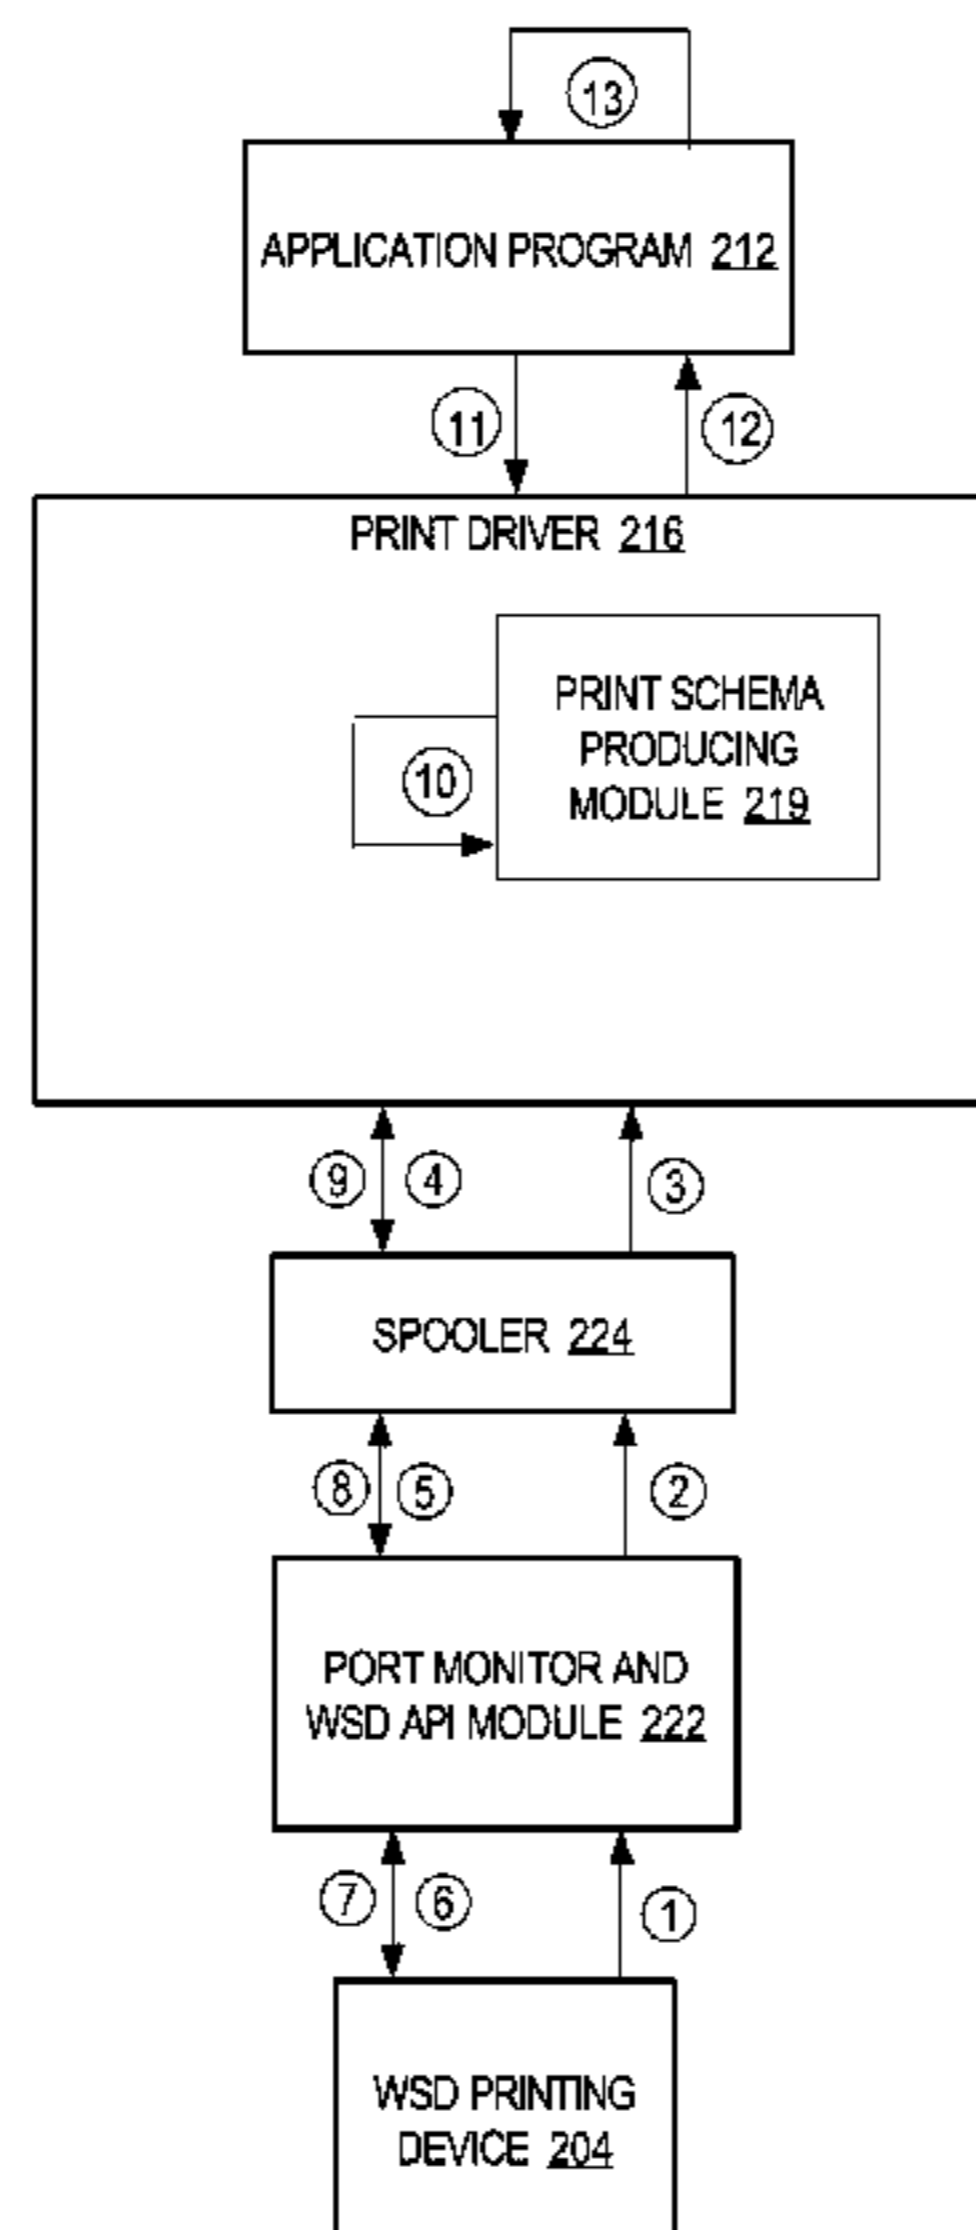 13
APPLICATION PROGRAM 212
11
12
PRINT DRIVER 216
PRINT SCHEMA
PRODUCING
MODULE 219
10
9
4
3
SPOOLER 224
8
5
2
PORT MONITOR AND
WSD API MODULE 222
7
6
1
WSD PRINTING
DEVICE 204